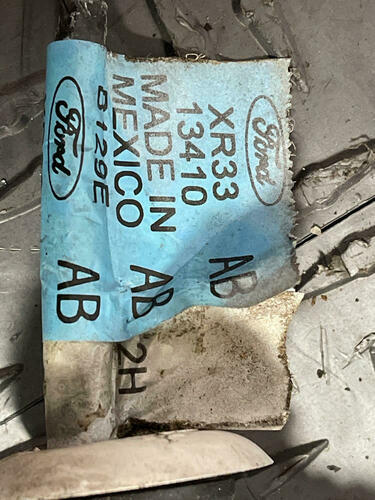 Ford
XR33
13410
AB
MADE IN
MEXICO
AB
B129E
Ford
AB
2H